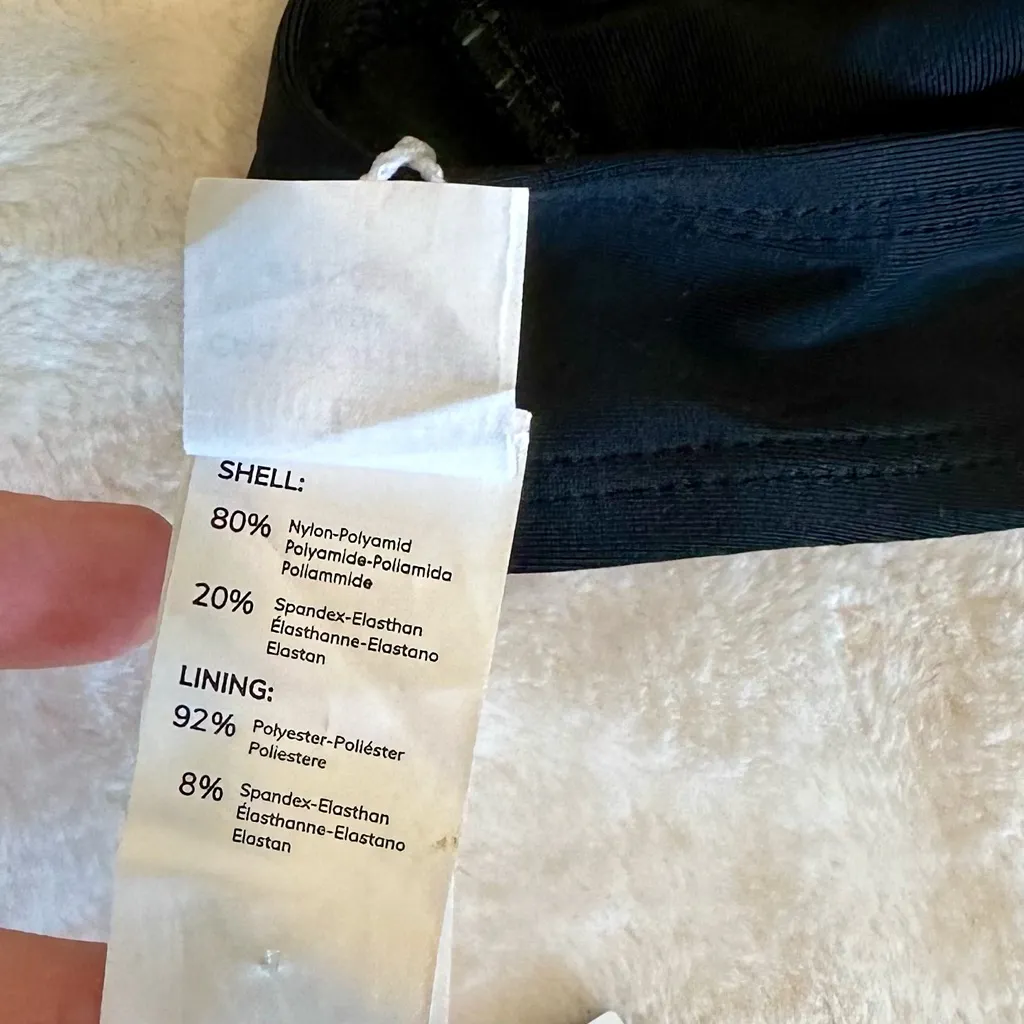 SHELL:
80% Nylon-Polyamid
Polyamide-Poliamida
Poliammide
20% Spandex-Elasthan
Élasthanne-Elastano
Elastan
LINING:
92% Polyester-Poliéster
Poliestere
8% Spandex-Elasthan
Élasthanne-Elastano
Elastan